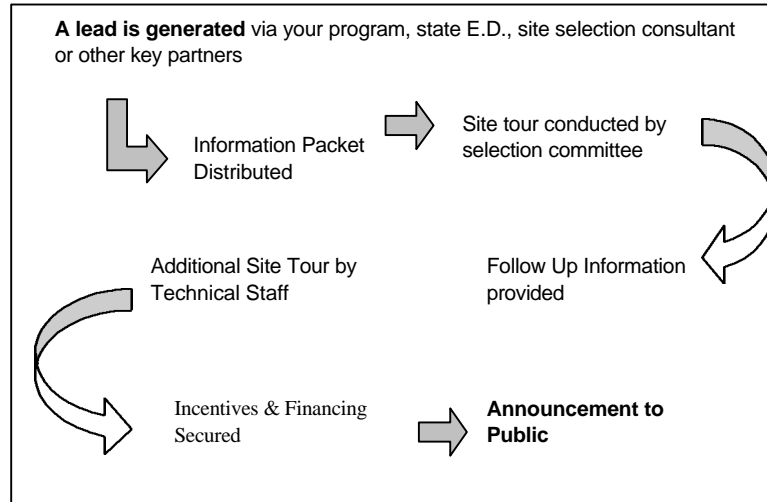 A lead is generated via your program, state E.D., site selection consultant
or other key partners
Information Packet
Distributed
Site tour conducted by
selection committee
Follow Up Information
provided
Additional Site Tour by
Technical Staff
Incentives & Financing
Secured
Announcement to
Public